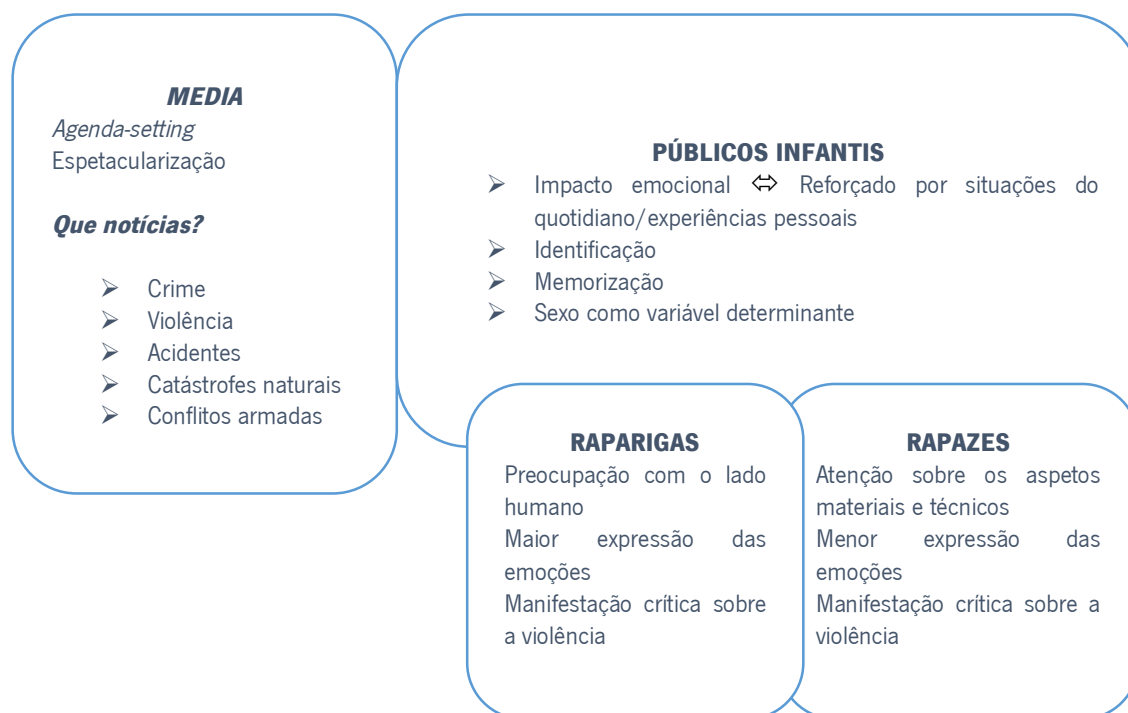 MEDIA
Agenda-setting
Espetacularização
Que notícias?
➢ Crime
➢ Violência
➢ Acidentes
➢ Catástrofes naturais
➢ Conflitos armadas
PÚBLICOS INFANTIS
➢ Impacto emocional ⬄ Reforçado por situações do
quotidiano/experiências pessoais
➢ Identificação
➢ Memorização
➢ Sexo como variável determinante
RAPARIGAS
Preocupação com o lado
humano
Maior expressão das
emoções
Manifestação crítica sobre
a violência
RAPAZES
Atenção sobre os aspetos
materiais e técnicos
Menor expressão das
emoções
Manifestação crítica sobre a
violência